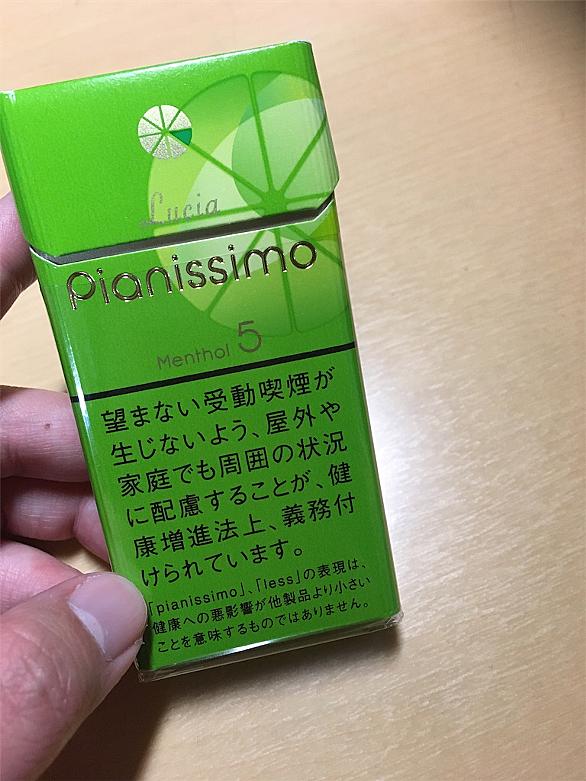 Lucia
pianissimo
Menthol 5
望まない受動喫煙が
生じないよう、屋外や
家庭でも周囲の状況
に配慮することが、健
康増進法上、義務付
けられています。
「pianissimo」、「less」の表現は、
健康への悪影響が他製品より小さい
ことを意味するものではありません。